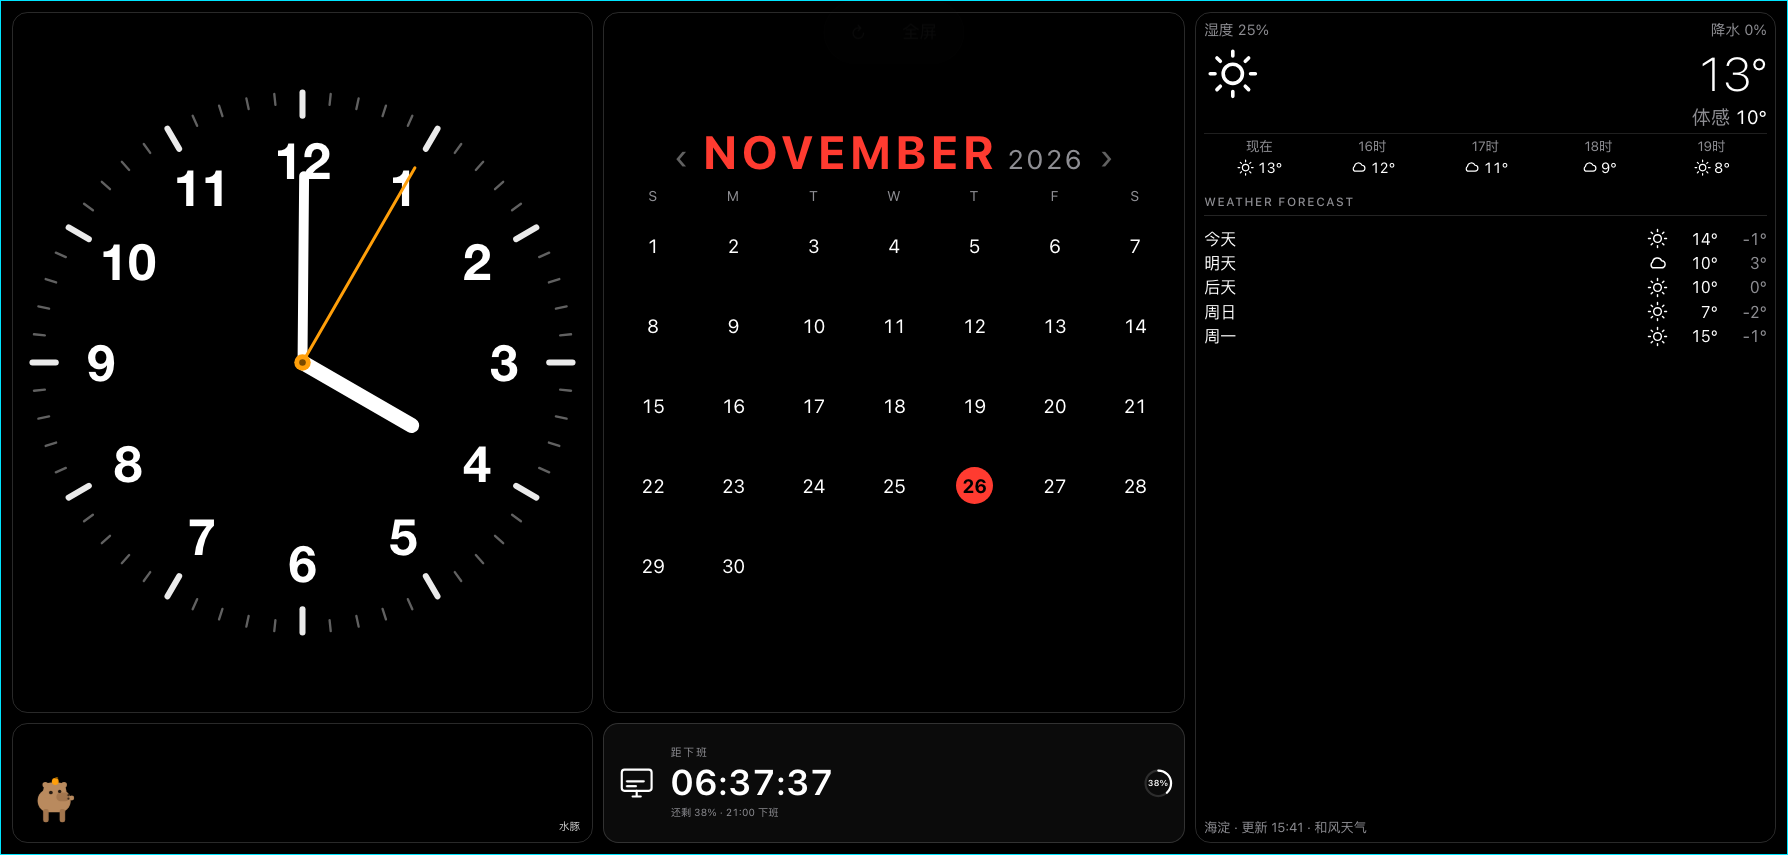 12
11
1
10
2
9
3
8
4
7
5
6
水豚
全屏
‹ NOVEMBER 2026 ›
S M T W T F S
1 2 3 4 5 6 7
8 9 10 11 12 13 14
15 16 17 18 19 20 21
22 23 24 25 26 27 28
29 30
距下班
06:37:37
还剩 38% · 21:00 下班
38%
湿度 25% 降水 0%
13°
体感 10°
现在 16时 17时 18时 19时
13° 12° 11° 9° 8°
WEATHER FORECAST
今天 14° -1°
明天 10° 3°
后天 10° 0°
周日 7° -2°
周一 15° -1°
海淀 · 更新 15:41 · 和风天气